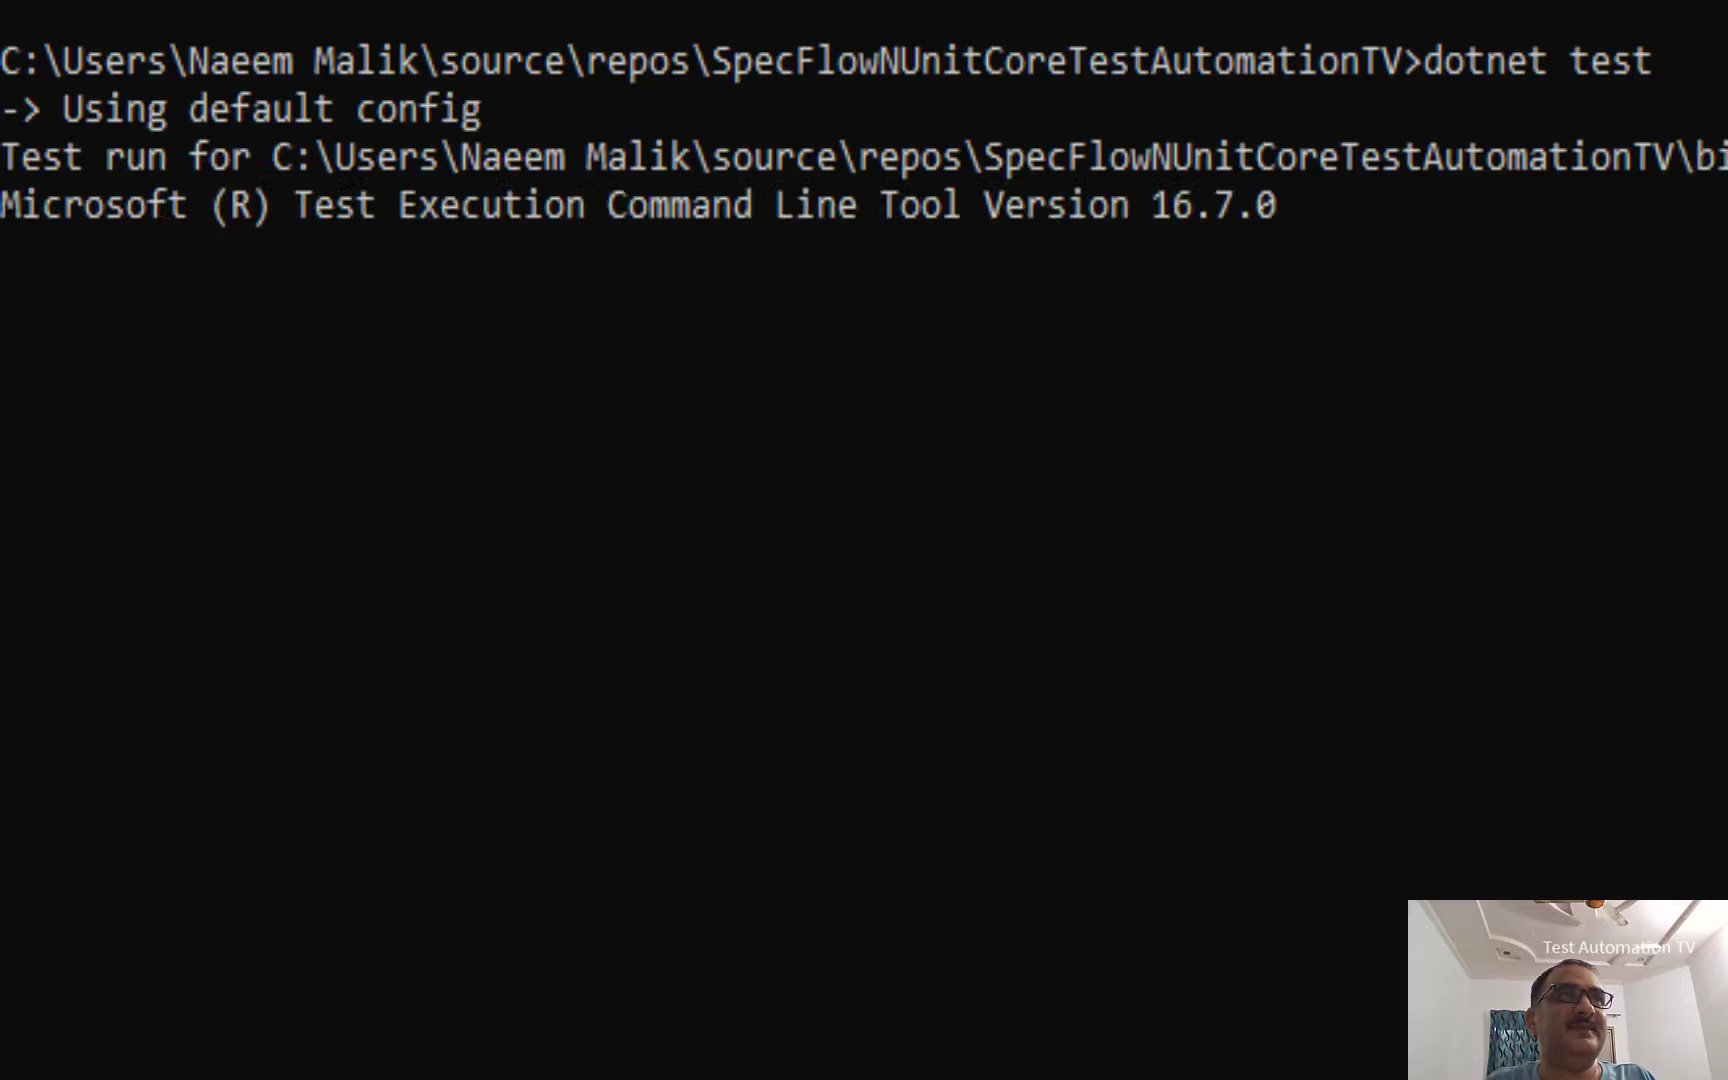 C:\Users\Naeem Malik\source\repos\SpecFlowNUnitCoreTestAutomationTV>dotnet test
-> Using default config
Test run for C:\Users\Naeem Malik\source\repos\SpecFlowNUnitCoreTestAutomationTV\bi
Microsoft (R) Test Execution Command Line Tool Version 16.7.0
Test Automation TV